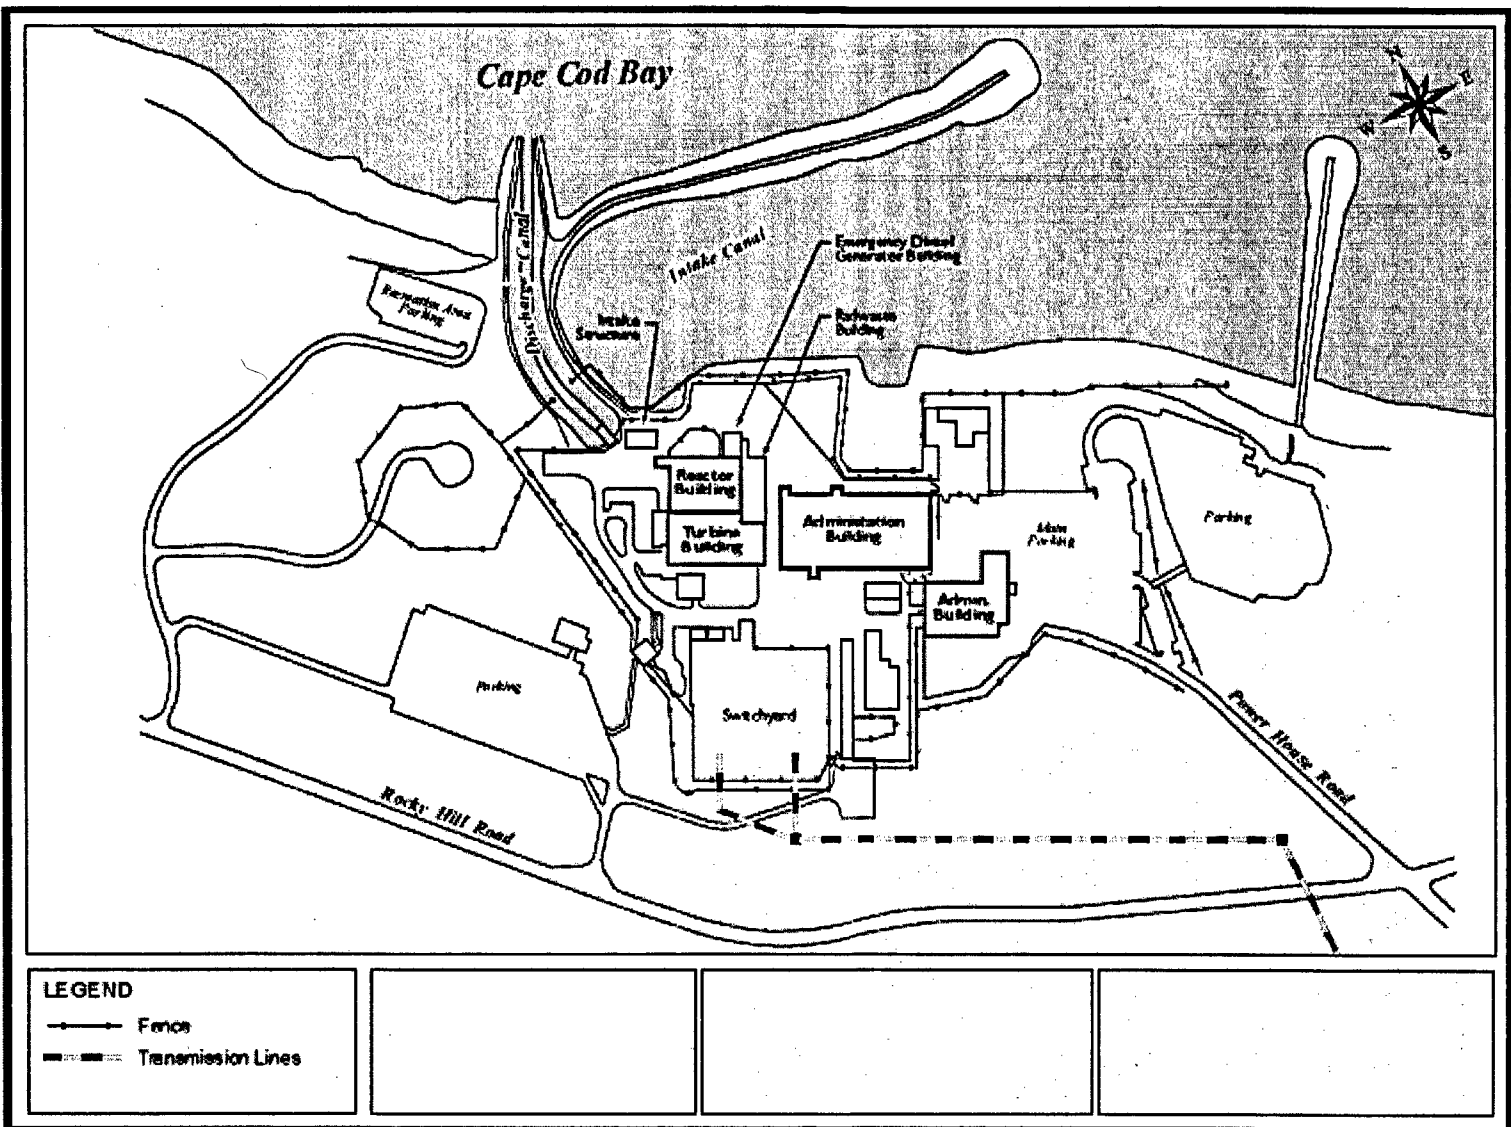 Cape Cod Bay
N
E
W
S
Discharge Canal
Intake Canal
Emergency Diesel
Generator Building
Recreation Area
Parking
Intake
Structure
Radwaste
Building
Reactor
Building
Turbine
Building
Administration
Building
Main
Parking
Parking
Admin.
Building
Parking
Switchyard
Power House Road
Rocky Hill Road
LEGEND
Fence
Transmission Lines